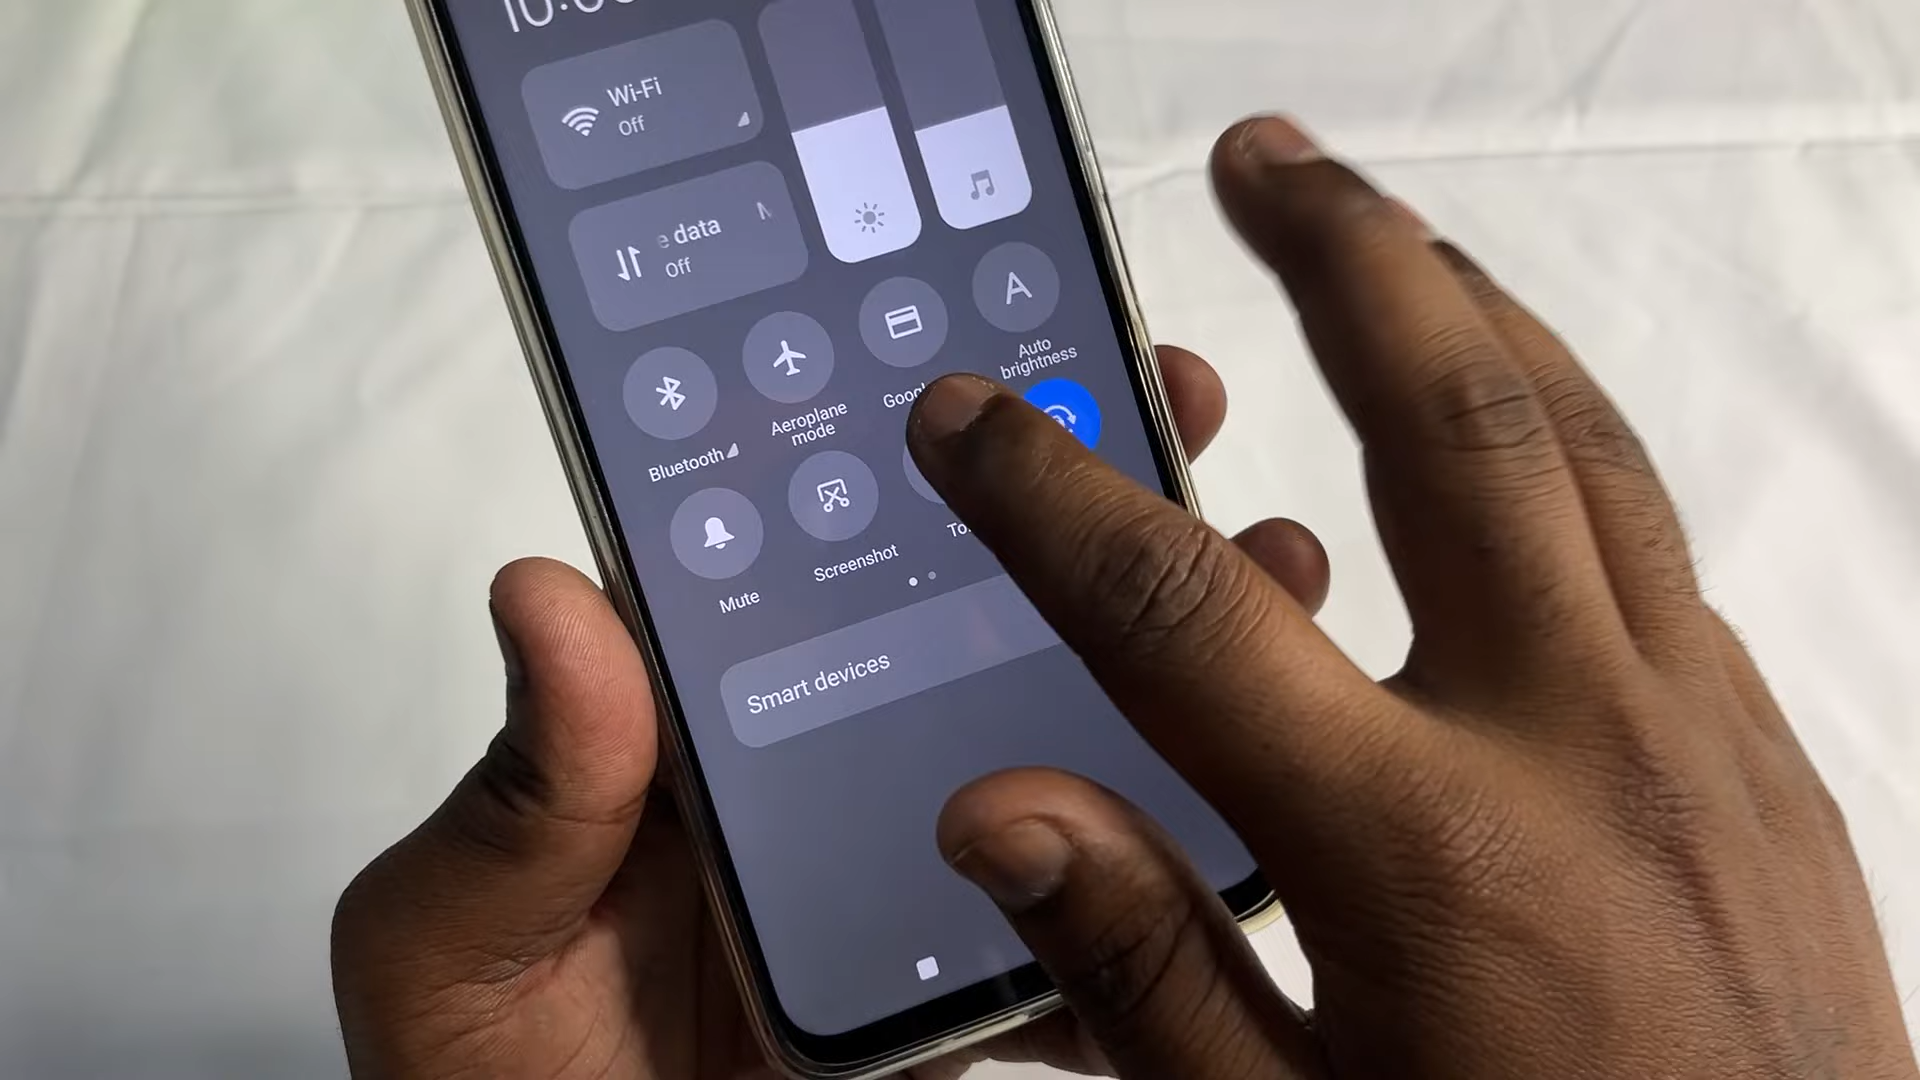 Wi-Fi
Off
e data
Off
Bluetooth
Aeroplane
mode
Auto
brightness
Mute
Screenshot
Smart devices